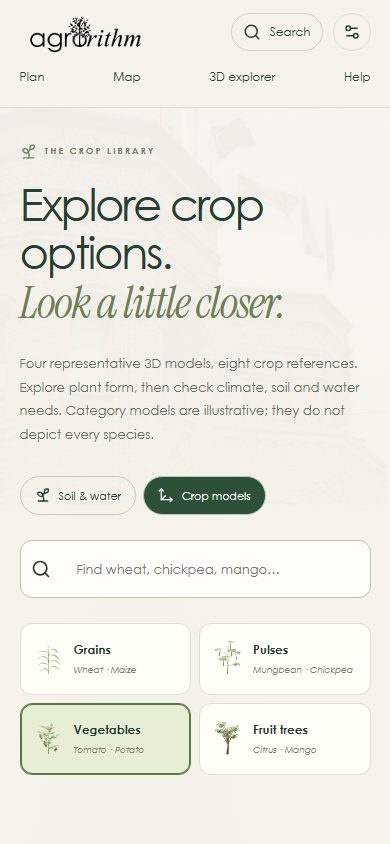 agrorithm
Search
Plan Map 3D explorer Help
THE CROP LIBRARY
Explore crop
options.
Look a little closer.
Four representative 3D models, eight crop references.
Explore plant form, then check climate, soil and water
needs. Category models are illustrative; they do not
depict every species.
Soil & water Crop models
Find wheat, chickpea, mango...
Grains
Wheat · Maize
Pulses
Mungbean · Chickpea
Vegetables
Tomato · Potato
Fruit trees
Citrus · Mango